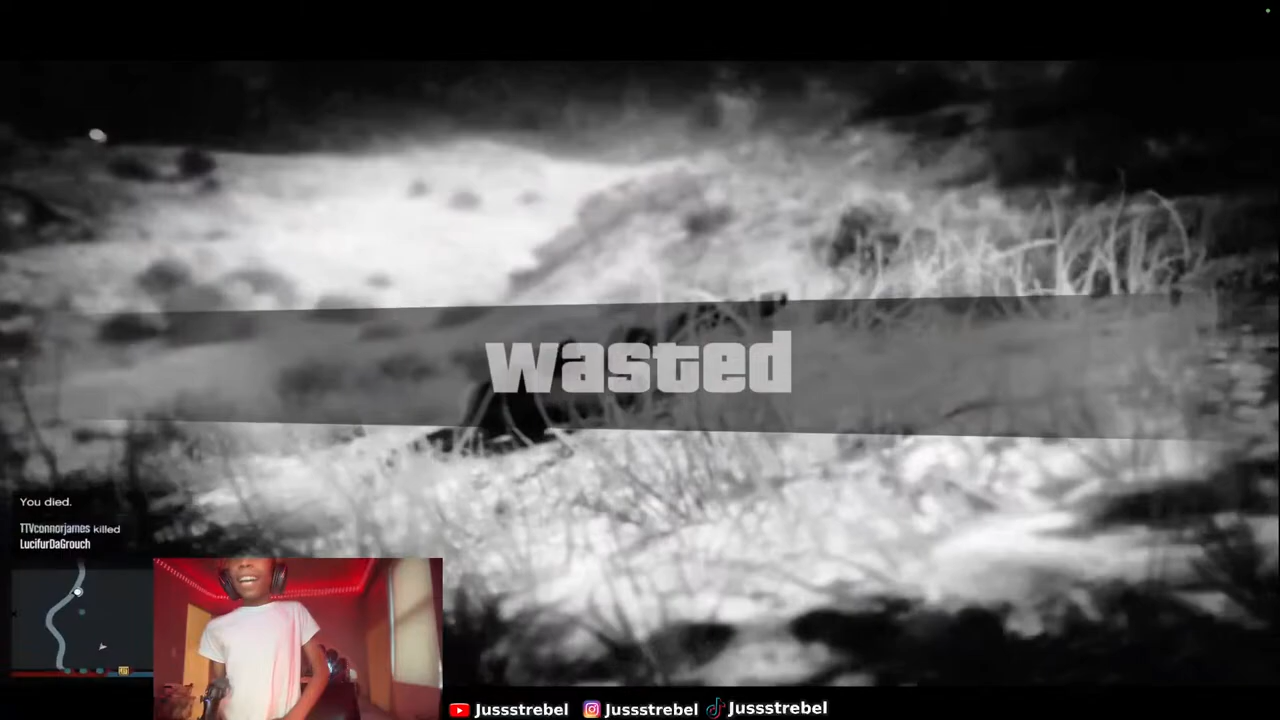 wasted
You died.
TTVconnorjames killed
LucifurDaGrouch
Jussstrebel Jussstrebel Jussstrebel